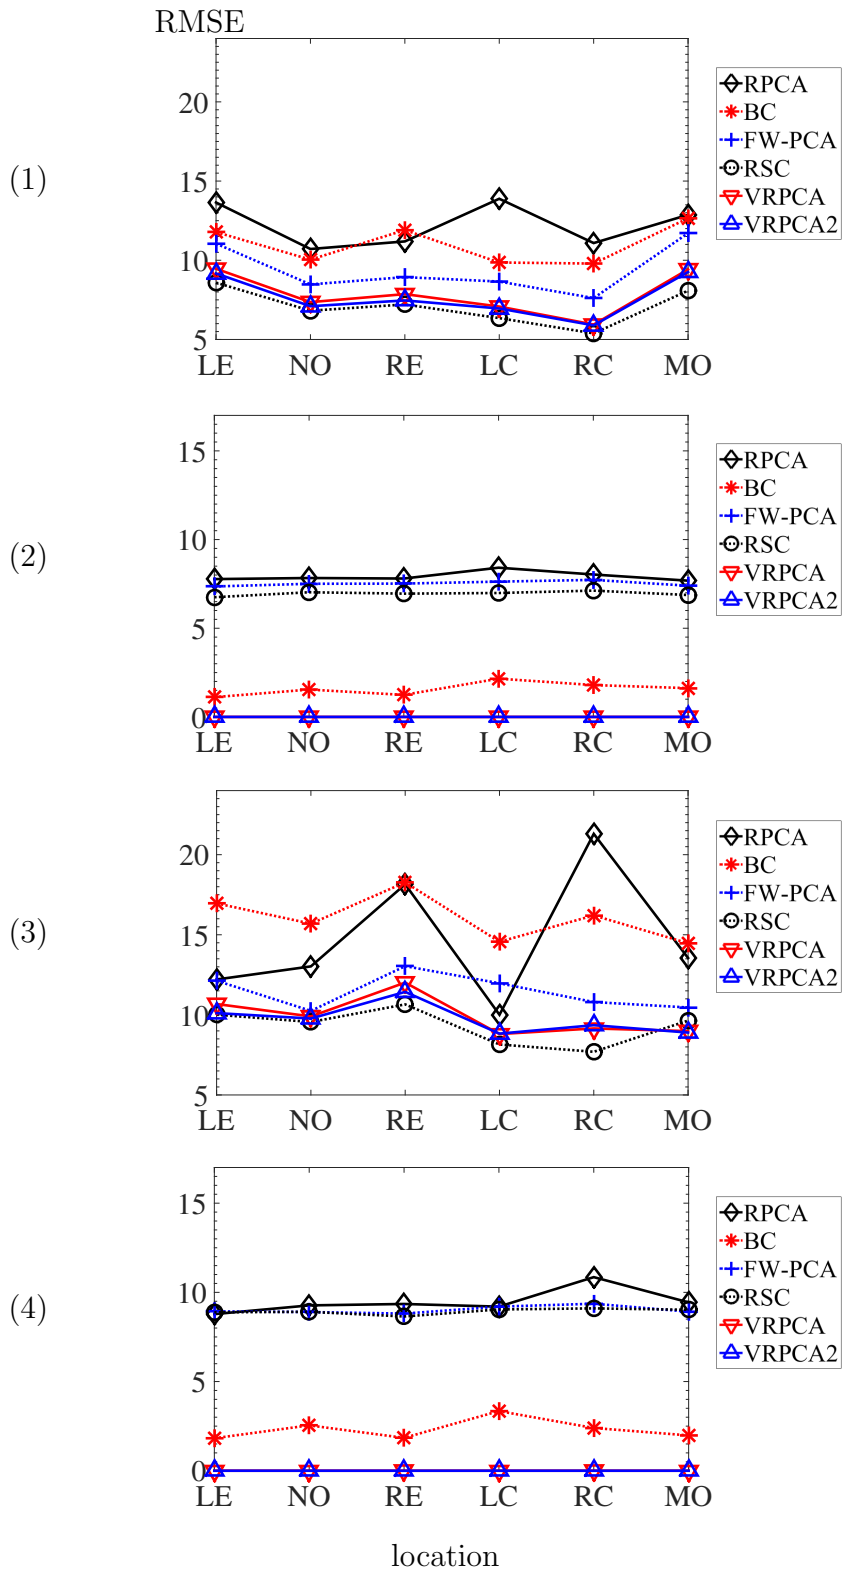 RMSE
(1)
20
15
10
5
LE NO RE LC RC MO
RPCA
BC
FW-PCA
RSC
VRPCA
VRPCA2
(2)
15
10
5
0
LE NO RE LC RC MO
RPCA
BC
FW-PCA
RSC
VRPCA
VRPCA2
(3)
20
15
10
5
LE NO RE LC RC MO
RPCA
BC
FW-PCA
RSC
VRPCA
VRPCA2
(4)
15
10
5
0
LE NO RE LC RC MO
RPCA
BC
FW-PCA
RSC
VRPCA
VRPCA2
location